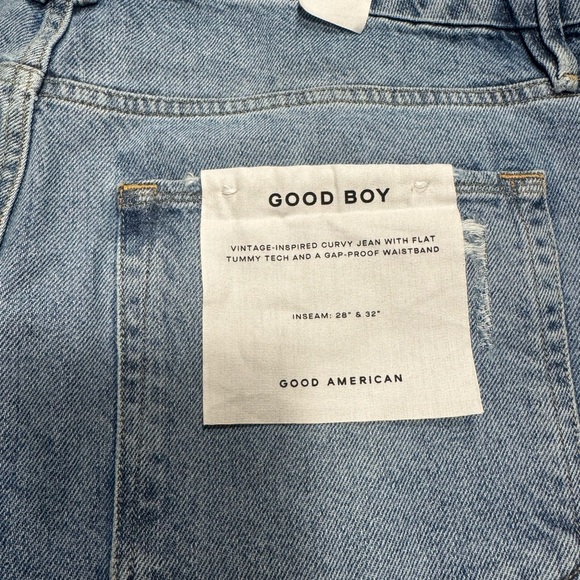 GOOD BOY
VINTAGE-INSPIRED CURVY JEAN WITH FLAT
TUMMY TECH AND A GAP-PROOF WAISTBAND
INSEAM: 28" & 32"
GOOD AMERICAN